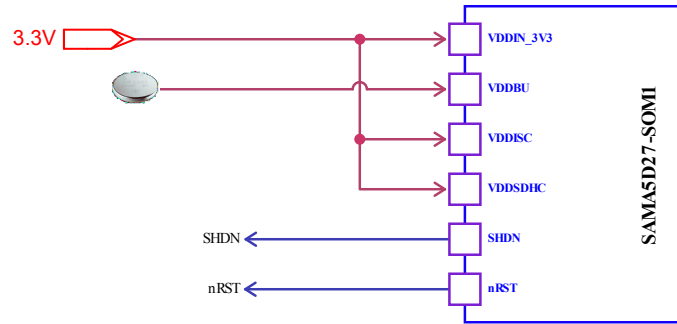 3.3V
VDDIN_3V3
VDDBU
VDDISC
VDDSDHC
SHDN
SHDN
nRST
nRST
SAMA5D27-SOM1